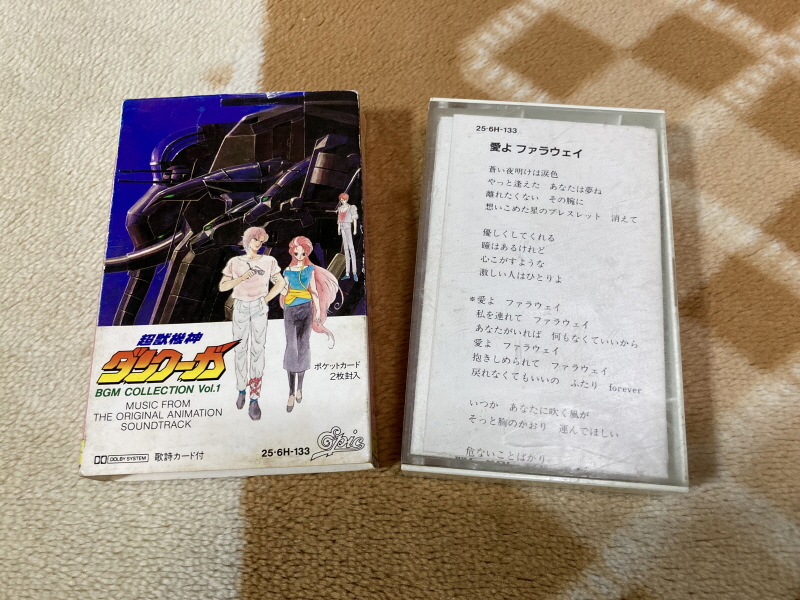 超獣機神
ダンクーガ
BGM COLLECTION Vol.1
MUSIC FROM
THE ORIGINAL ANIMATION
SOUNDTRACK
ポケットカード
2枚封入
DOLBY SYSTEM
歌詩カード付
25·6H-133
Epic
25·6H-133
愛よ ファラウェイ
蒼い夜明けは涙色
やっと逢えた あなたは夢ね
離れたくない その腕に
想いこめた星のブレスレット 消えて
優しくしてくれる
瞳はあるけれど
心こがすような
激しい人はひとりよ
※愛よ ファラウェイ
私を連れて ファラウェイ
あなたがいれば 何もなくていいから
愛よ ファラウェイ
抱きしめられて ファラウェイ
戻れなくてもいいの ふたり forever
いつか あなたに吹く風が
そっと胸のかおり 運んでほしい
危ないことばかり